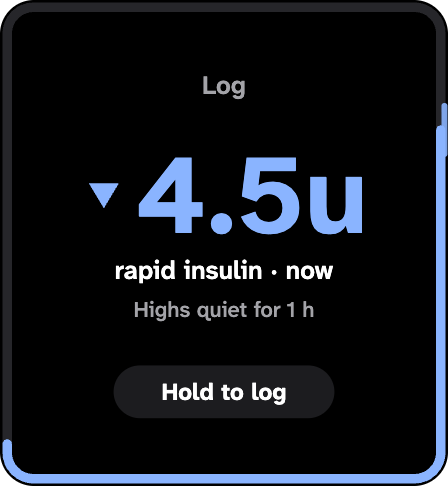 Log
▼4.5u
rapid insulin · now
Highs quiet for 1 h
Hold to log